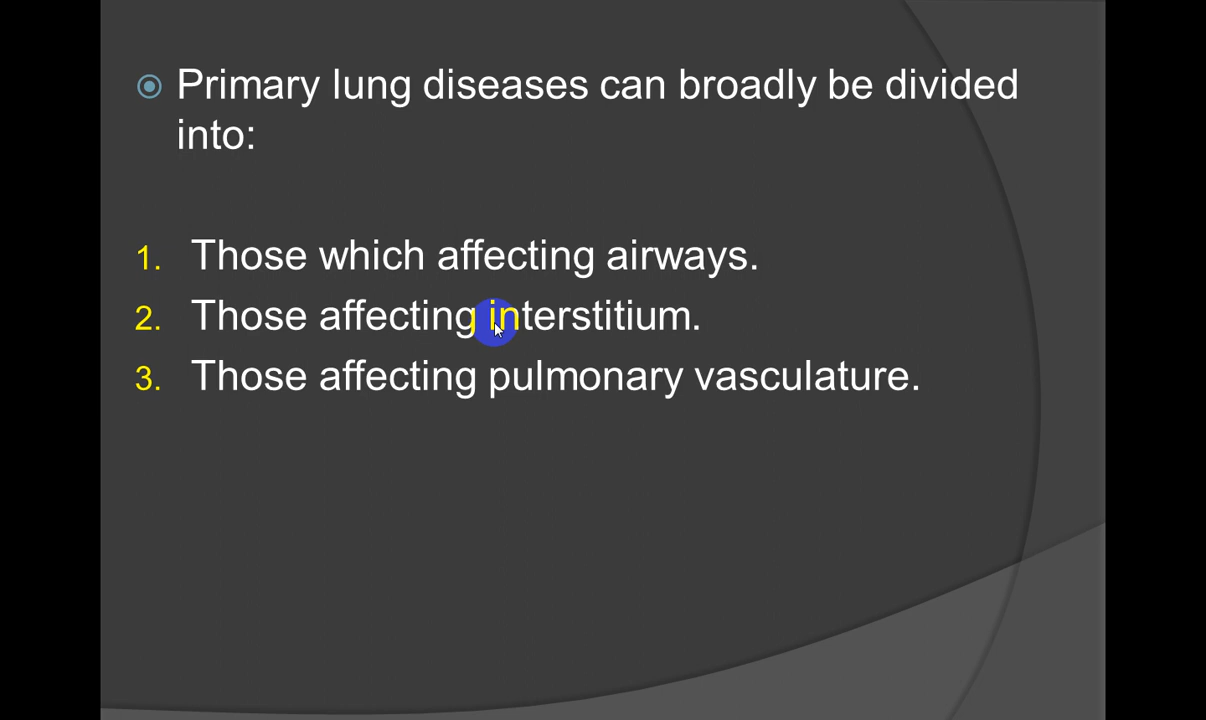 Primary lung diseases can broadly be divided
into:
1. Those which affecting airways.
2. Those affecting interstitium.
3. Those affecting pulmonary vasculature.